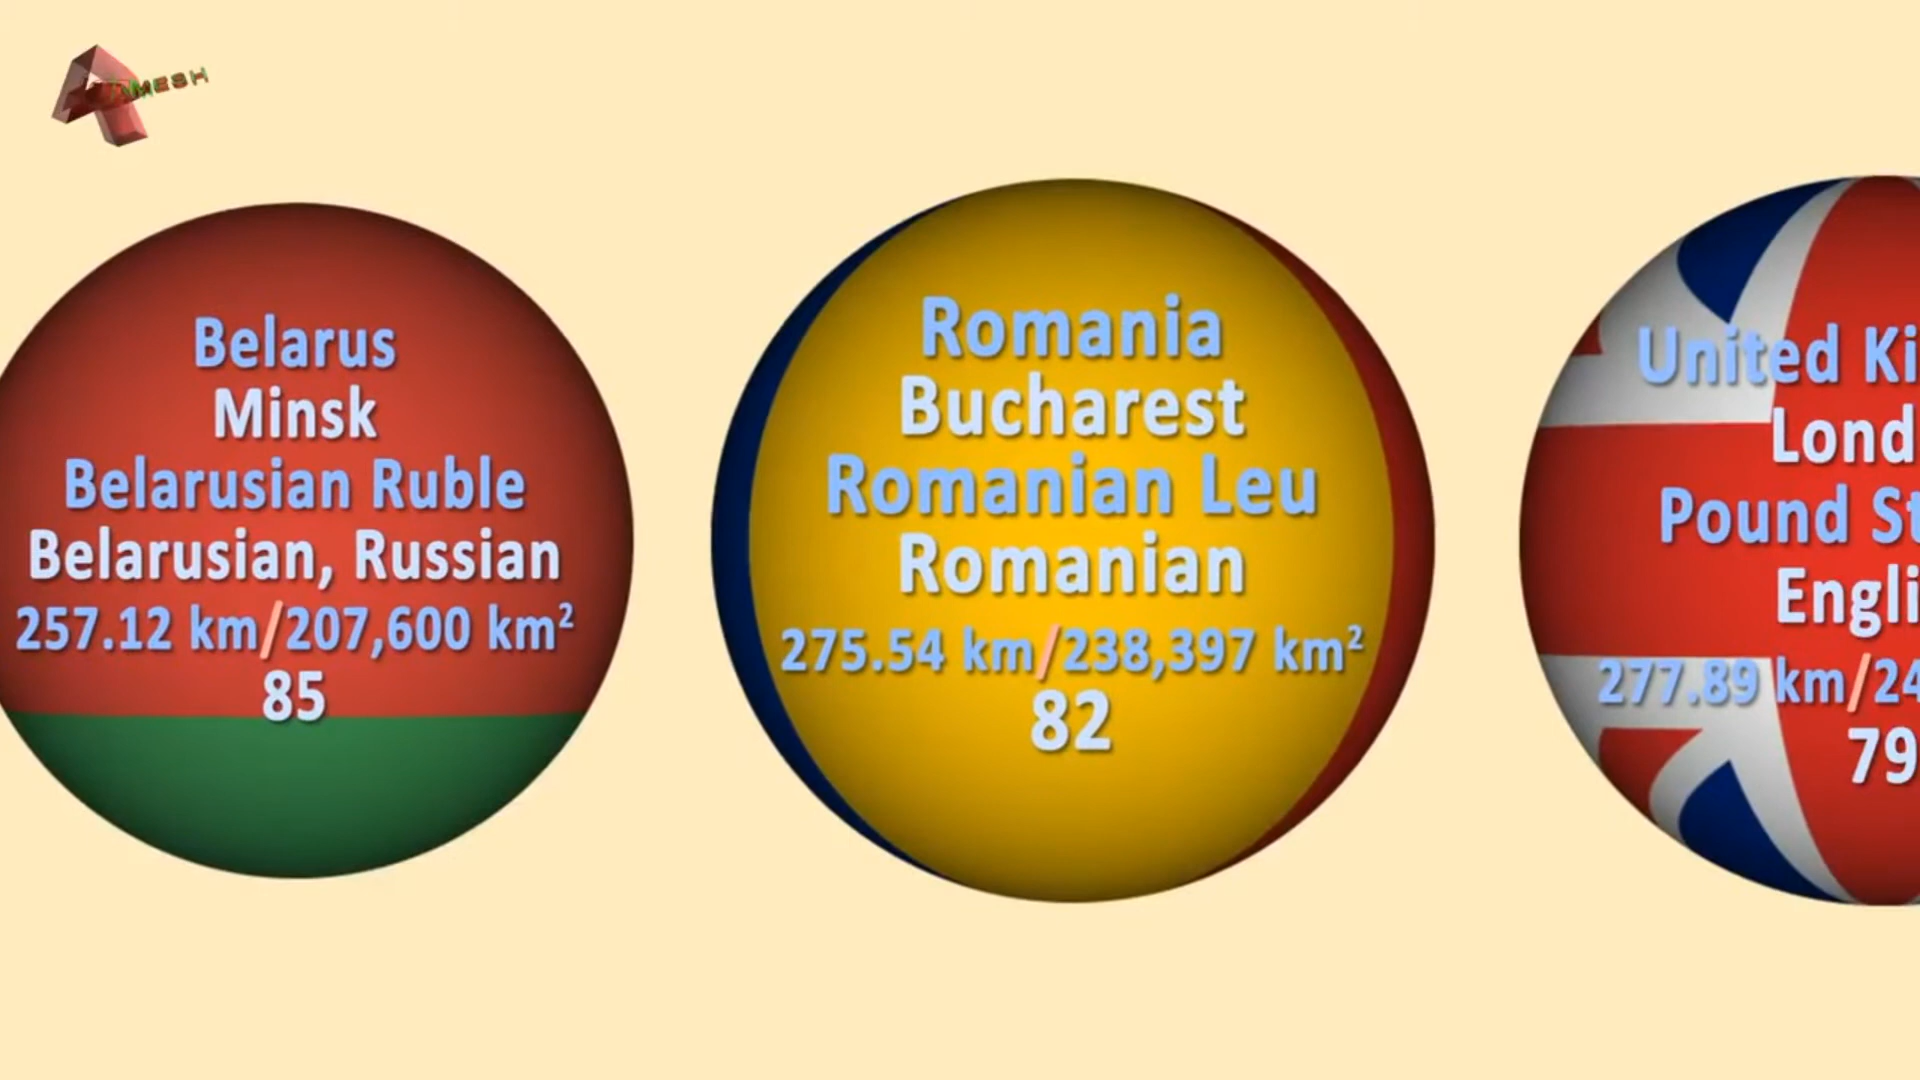 MESH
Belarus
Minsk
Belarusian Ruble
Belarusian, Russian
257.12 km/207,600 km²
85
Romania
Bucharest
Romanian Leu
Romanian
275.54 km/238,397 km²
82
United Ki
Lond
Pound St
Engli
277.89 km/24
79